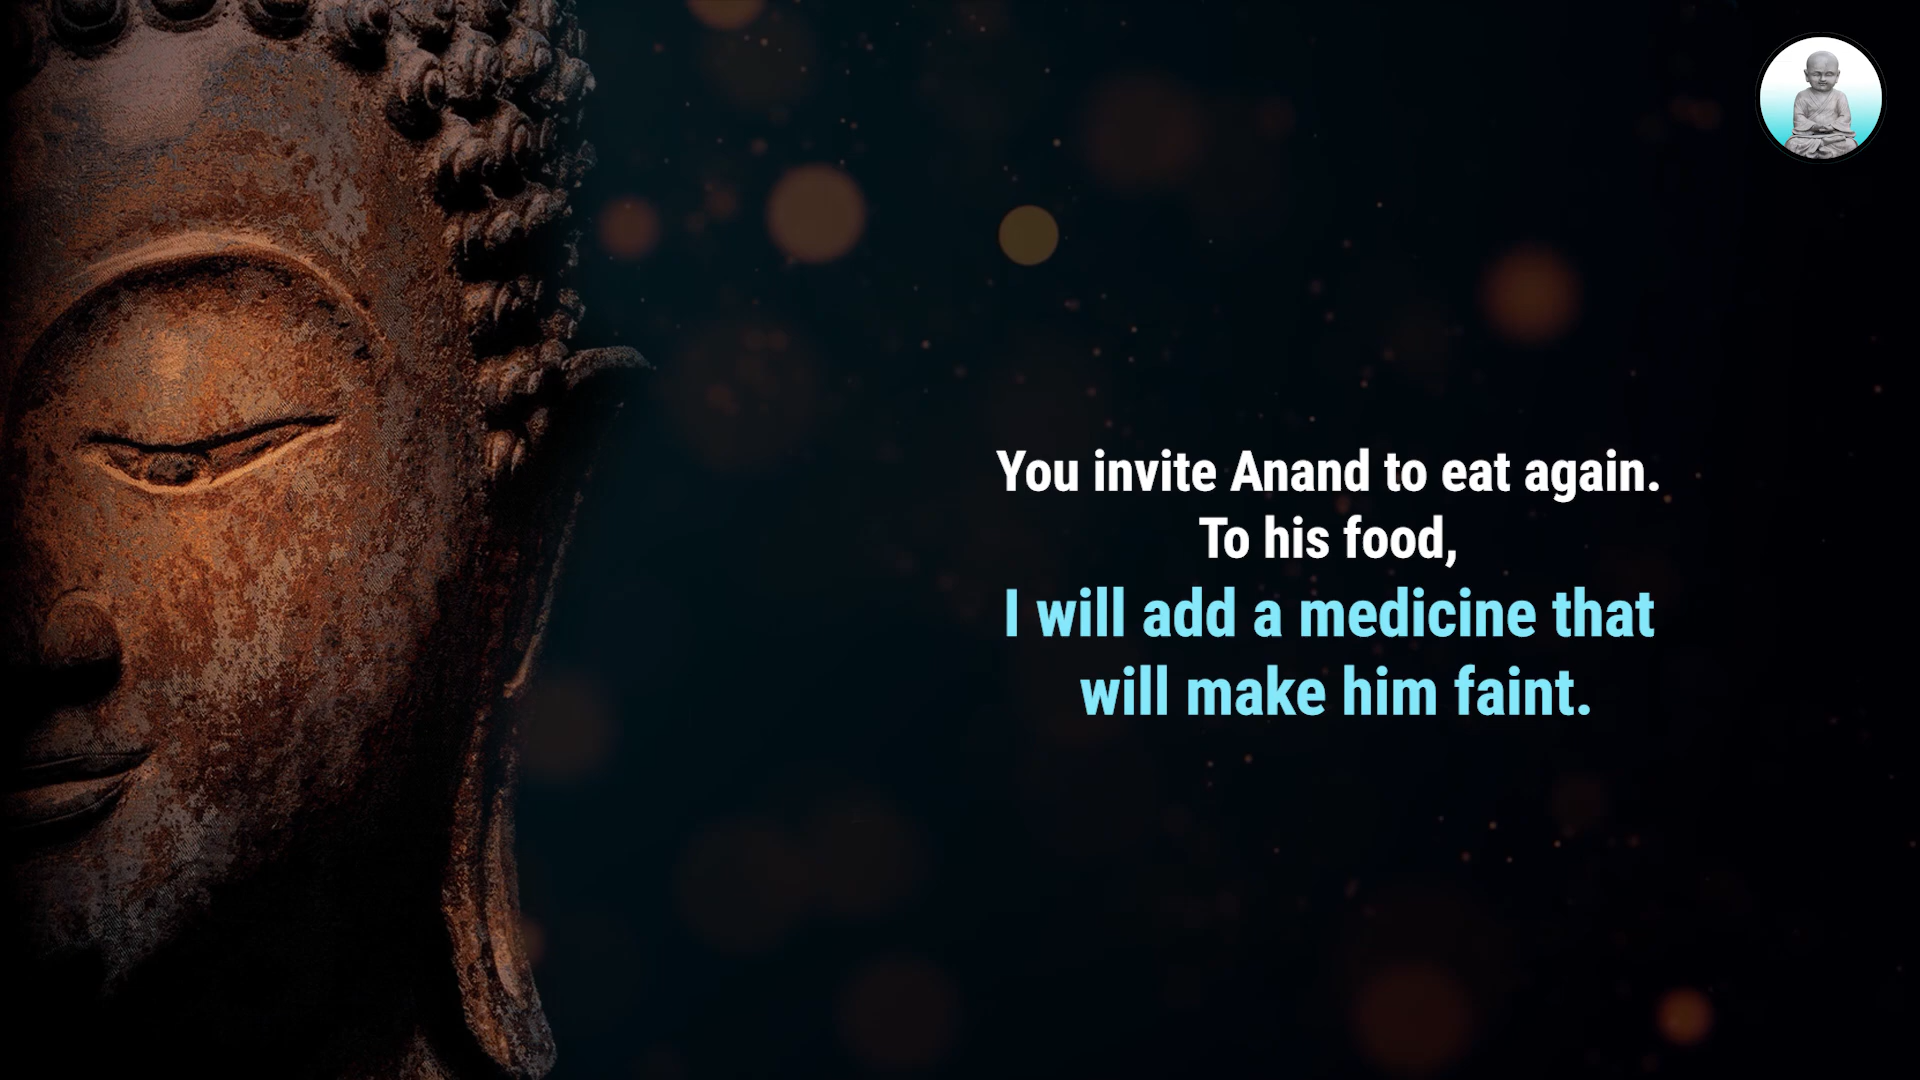 You invite Anand to eat again.
To his food,
I will add a medicine that
will make him faint.